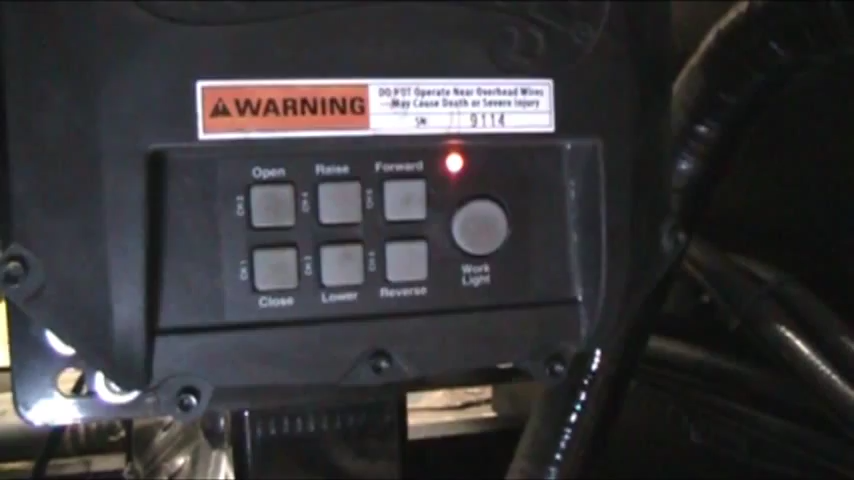 WARNING
DO NOT Operate Near Overhead Wires
May Cause Death or Severe Injury
SN 9114
Open Raise Forward
Close Lower Reverse
Work
Light